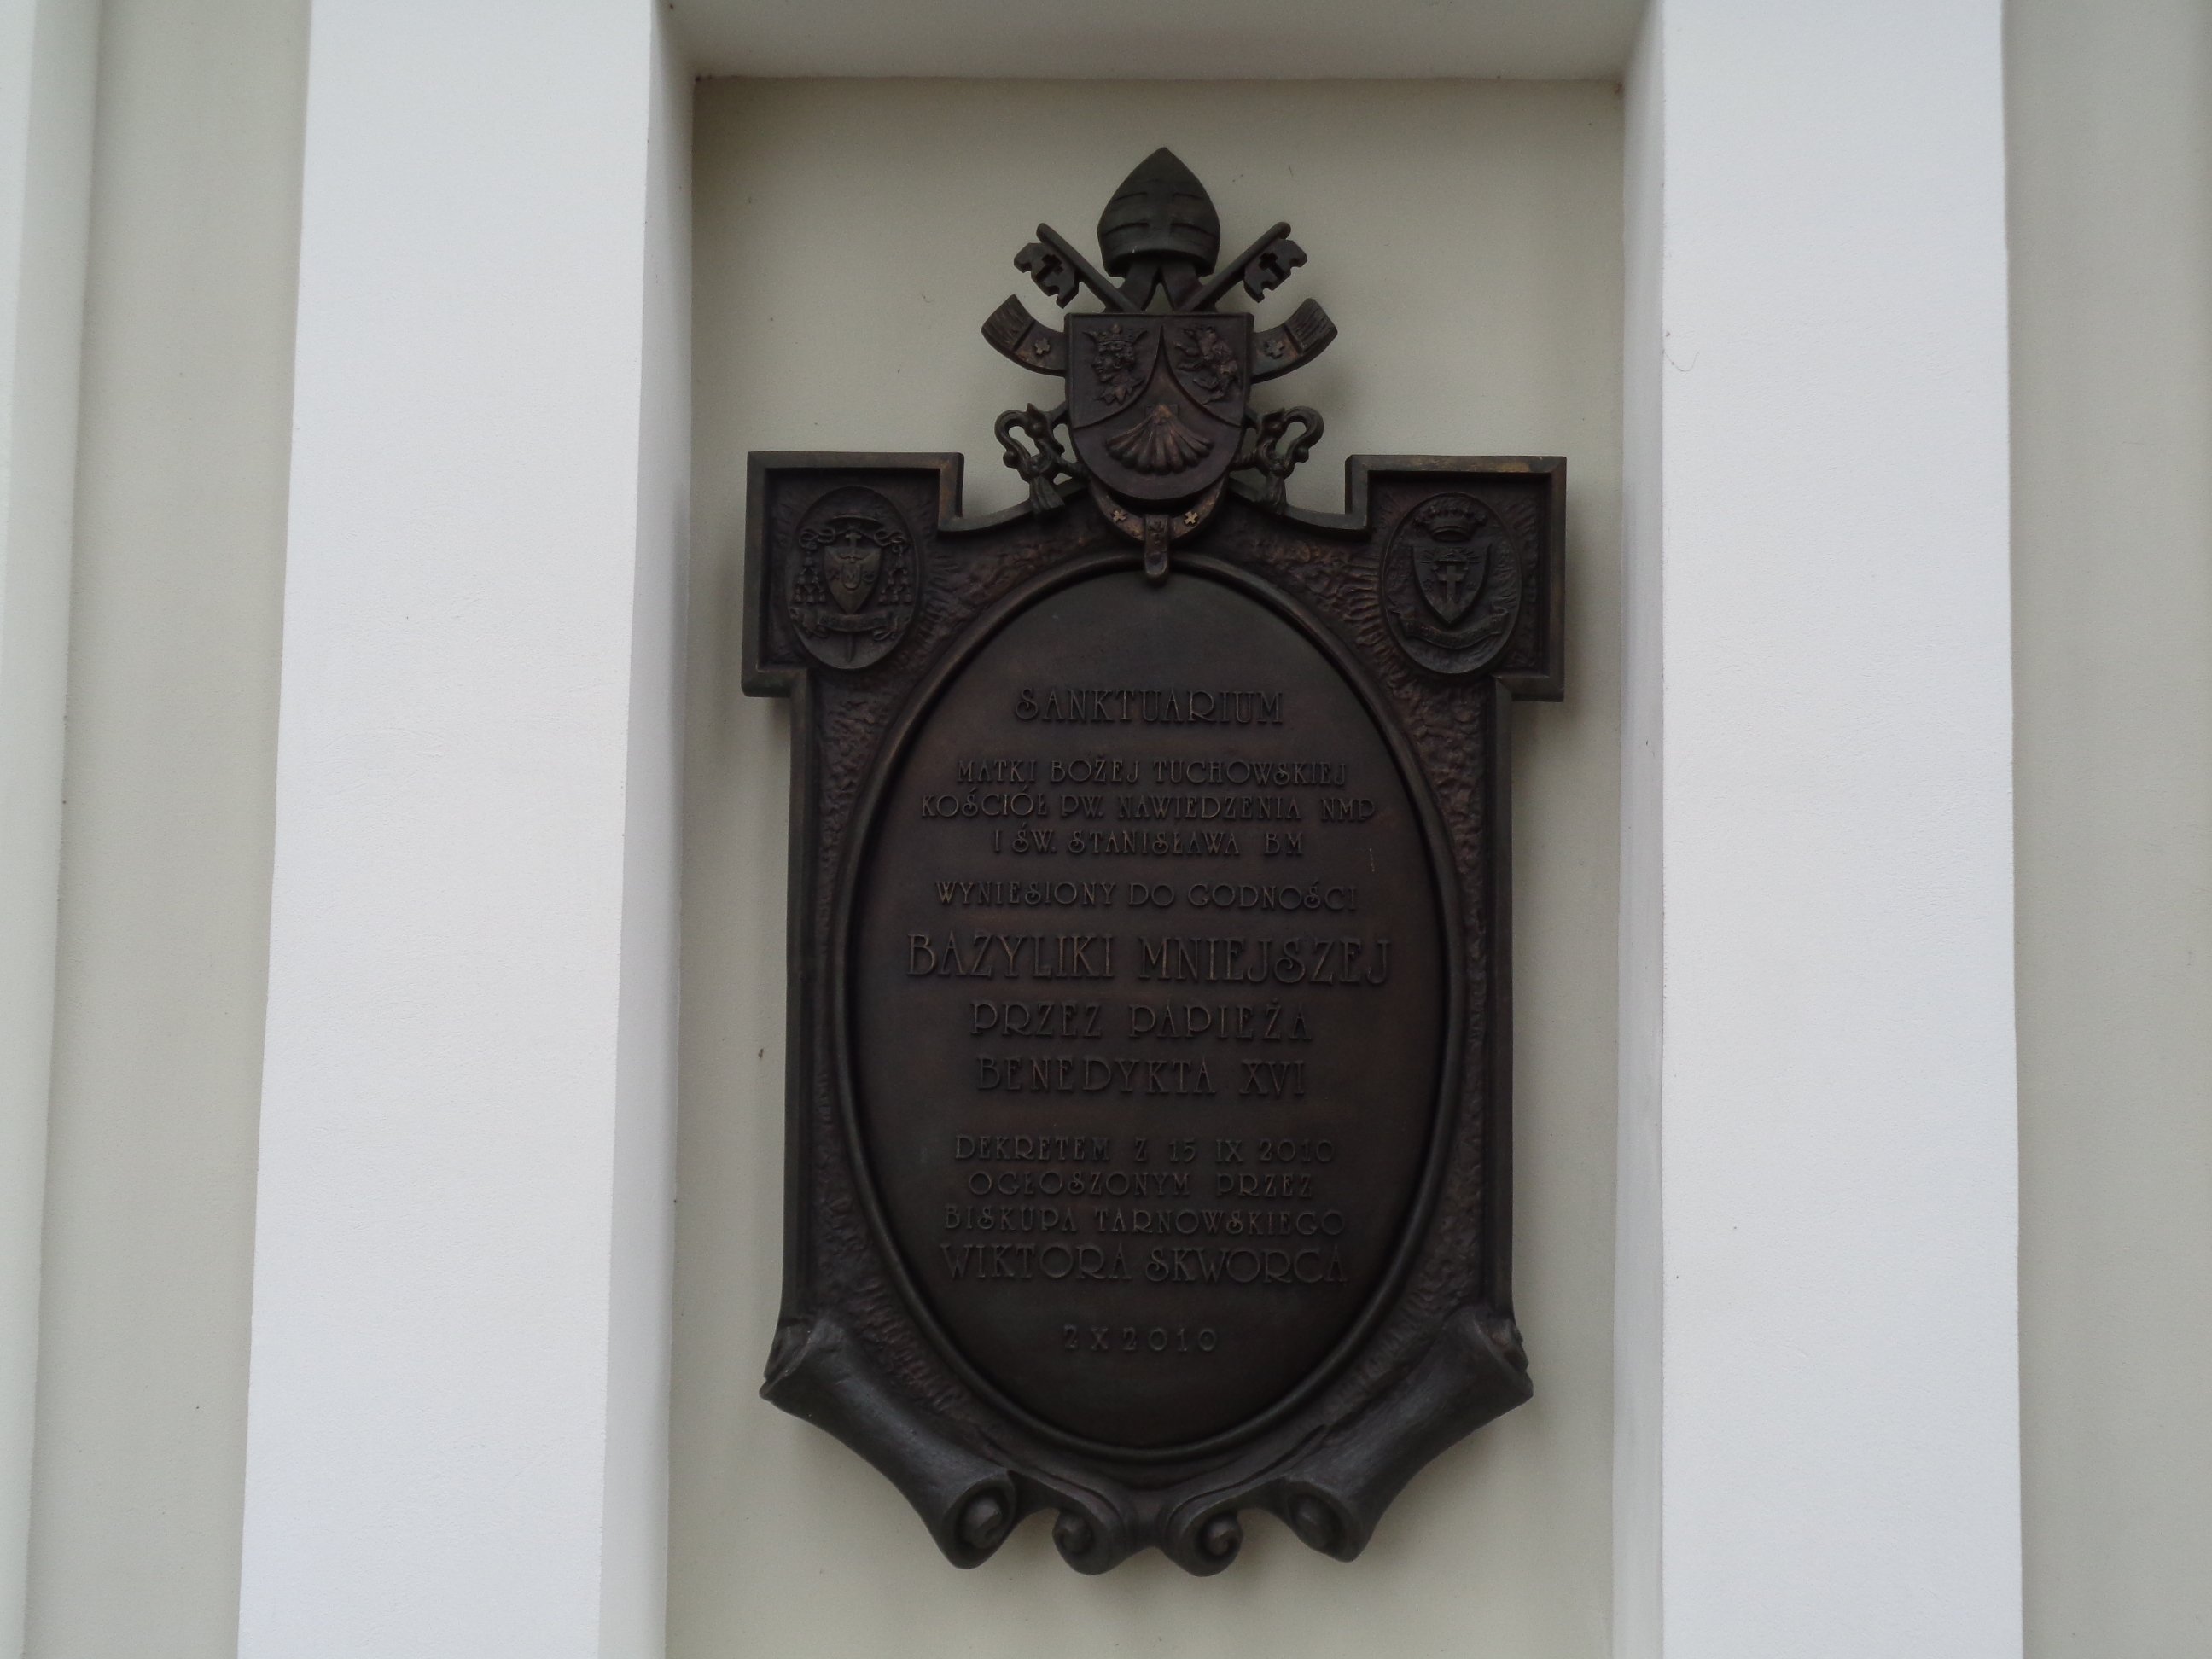 SANKTUARIUM
MATKI BOŻEJ TUCHOWSKIEJ
KOŚCIÓŁ PW. NAWIEDZENIA NMP
I ŚW. STANISŁAWA BM
WYNIESIONY DO GODNOŚCI
BAZYLIKI MNIEJSZEJ
PRZEZ PAPIEŻA
BENEDYKTA XVI
DEKRETEM Z 15 IX 2010
OGŁOSZONYM PRZEZ
BISKUPA TARNOWSKIEGO
WIKTORA SKWORCA
2 X 2010